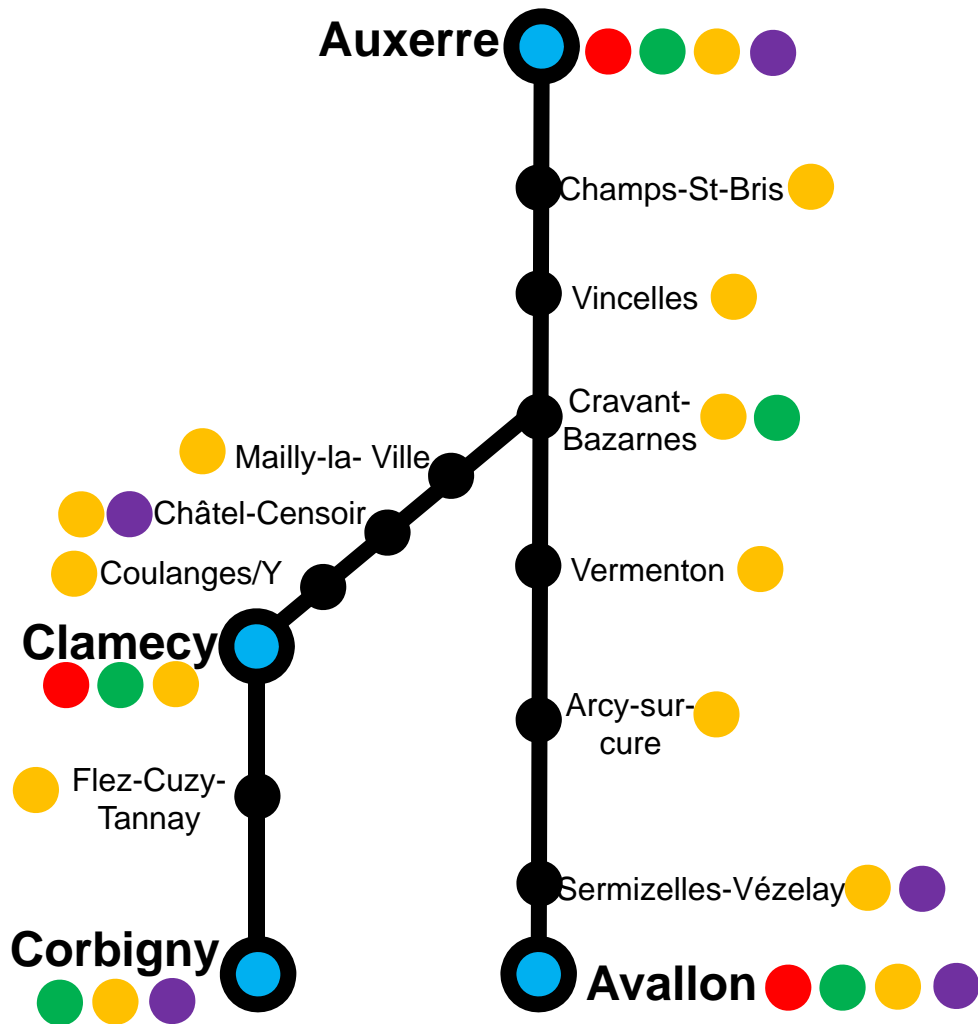 Auxerre
Champs-St-Bris
Vincelles
Cravant-
Bazarnes
Mailly-la- Ville
Châtel-Censoir
Coulanges/Y
Vermenton
Clamecy
Arcy-sur-
cure
Flez-Cuzy-
Tannay
Sermizelles-Vézelay
Corbigny
Avallon